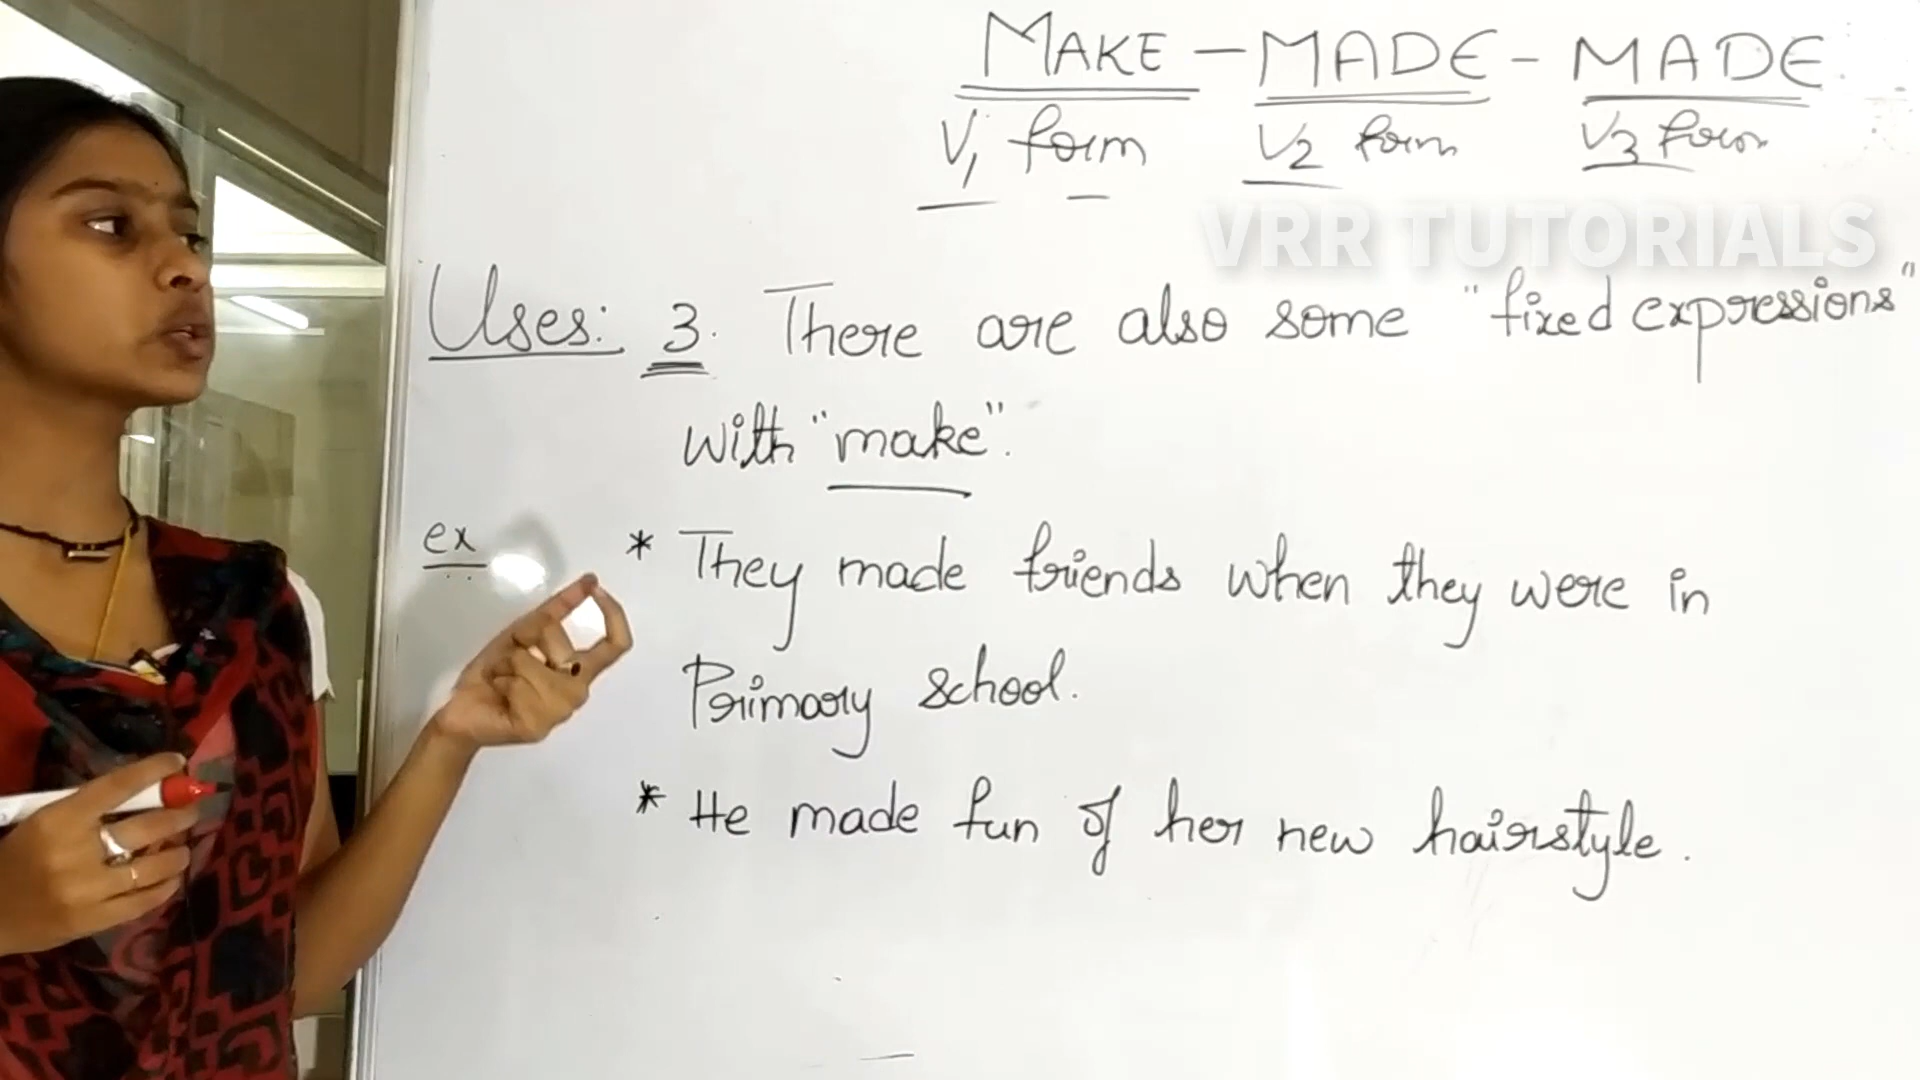 MAKE - MADE - MADE
V1 form V2 form V3 form
VRR TUTORIALS
Uses: 3. There are also some "fixed expressions"
with "make".
ex * They made friends when they were in
Primary school.
* He made fun of her new hairstyle.